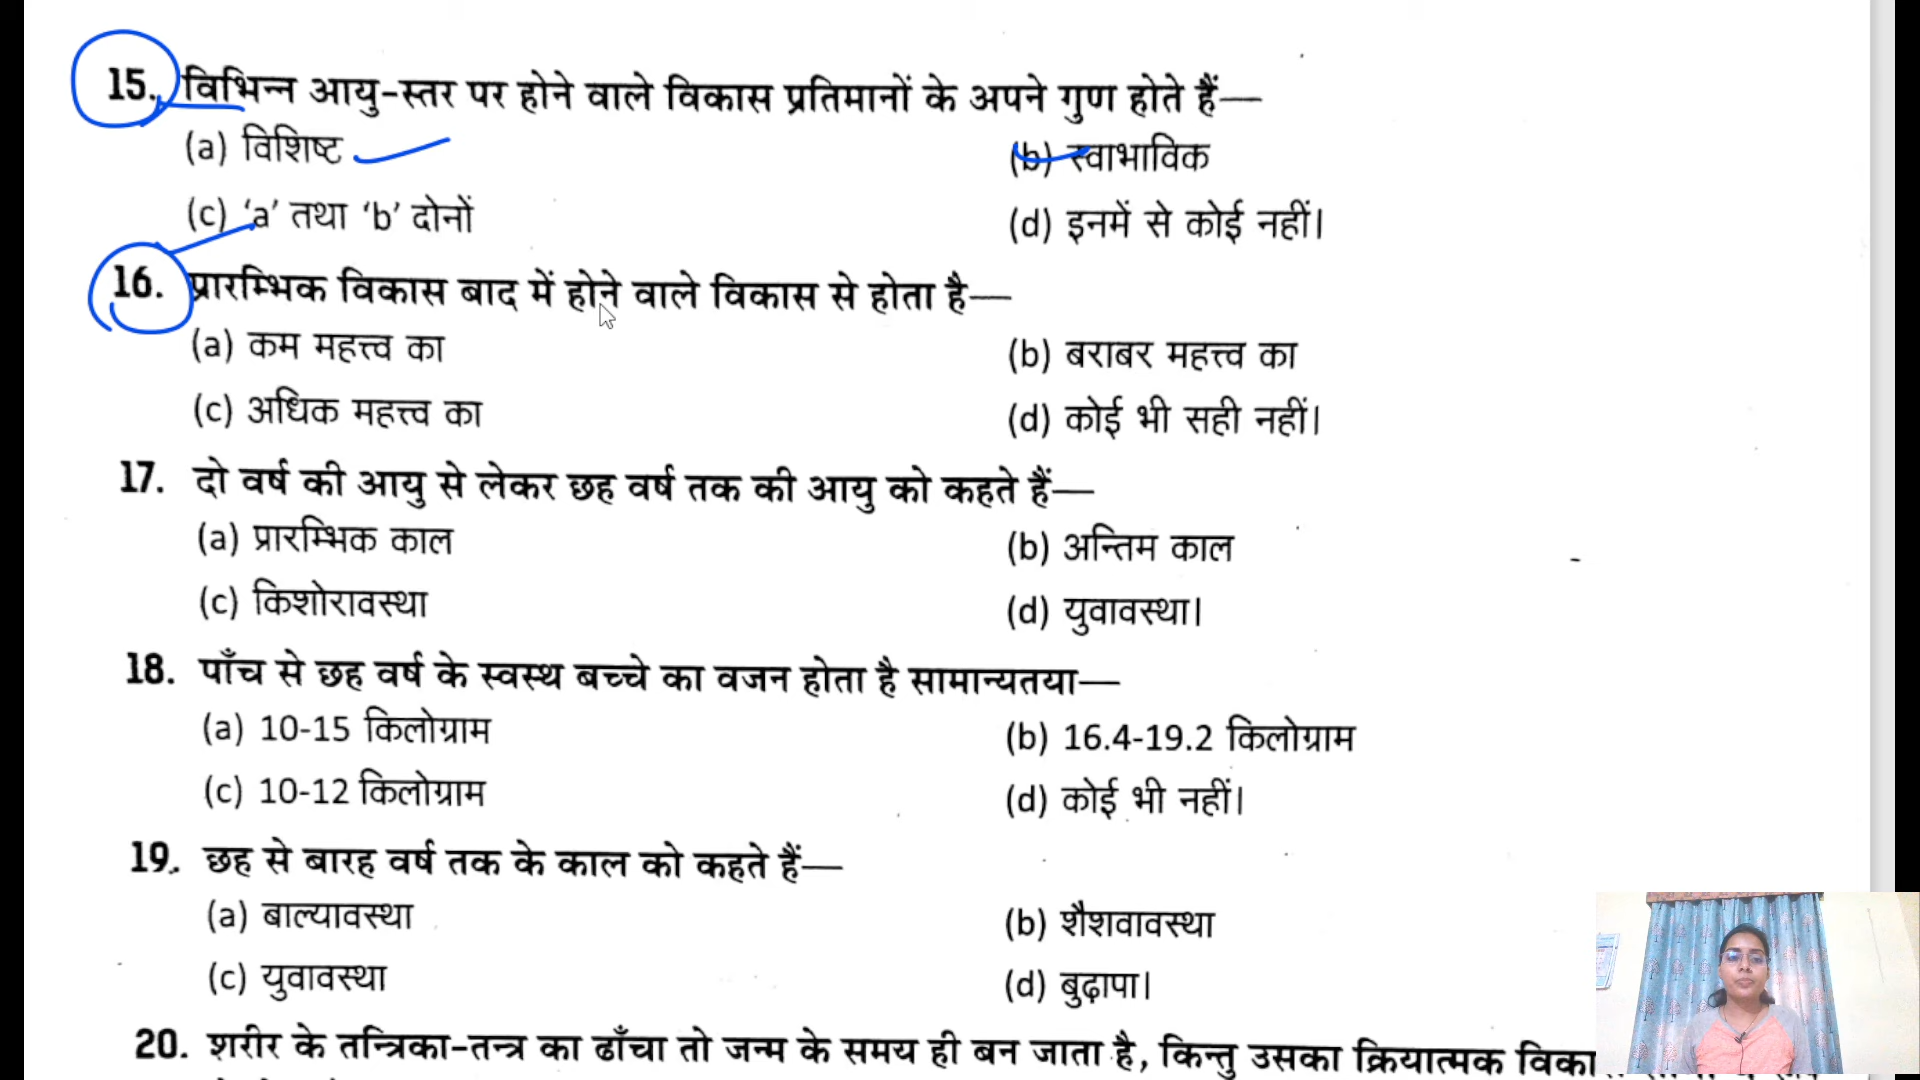 15. विभिन्न आयु-स्तर पर होने वाले विकास प्रतिमानों के अपने गुण होते हैं—
(a) विशिष्ट (b) स्वाभाविक
(c) ‘a’ तथा ‘b’ दोनों (d) इनमें से कोई नहीं।
16. प्रारम्भिक विकास बाद में होने वाले विकास से होता है—
(a) कम महत्त्व का (b) बराबर महत्त्व का
(c) अधिक महत्त्व का (d) कोई भी सही नहीं।
17. दो वर्ष की आयु से लेकर छह वर्ष तक की आयु को कहते हैं—
(a) प्रारम्भिक काल (b) अन्तिम काल
(c) किशोरावस्था (d) युवावस्था।
18. पाँच से छह वर्ष के स्वस्थ बच्चे का वजन होता है सामान्यतया—
(a) 10-15 किलोग्राम (b) 16.4-19.2 किलोग्राम
(c) 10-12 किलोग्राम (d) कोई भी नहीं।
19. छह से बारह वर्ष तक के काल को कहते हैं—
(a) बाल्यावस्था (b) शैशवावस्था
(c) युवावस्था (d) बुढ़ापा।
20. शरीर के तन्त्रिका-तन्त्र का ढाँचा तो जन्म के समय ही बन जाता है, किन्तु उसका क्रियात्मक